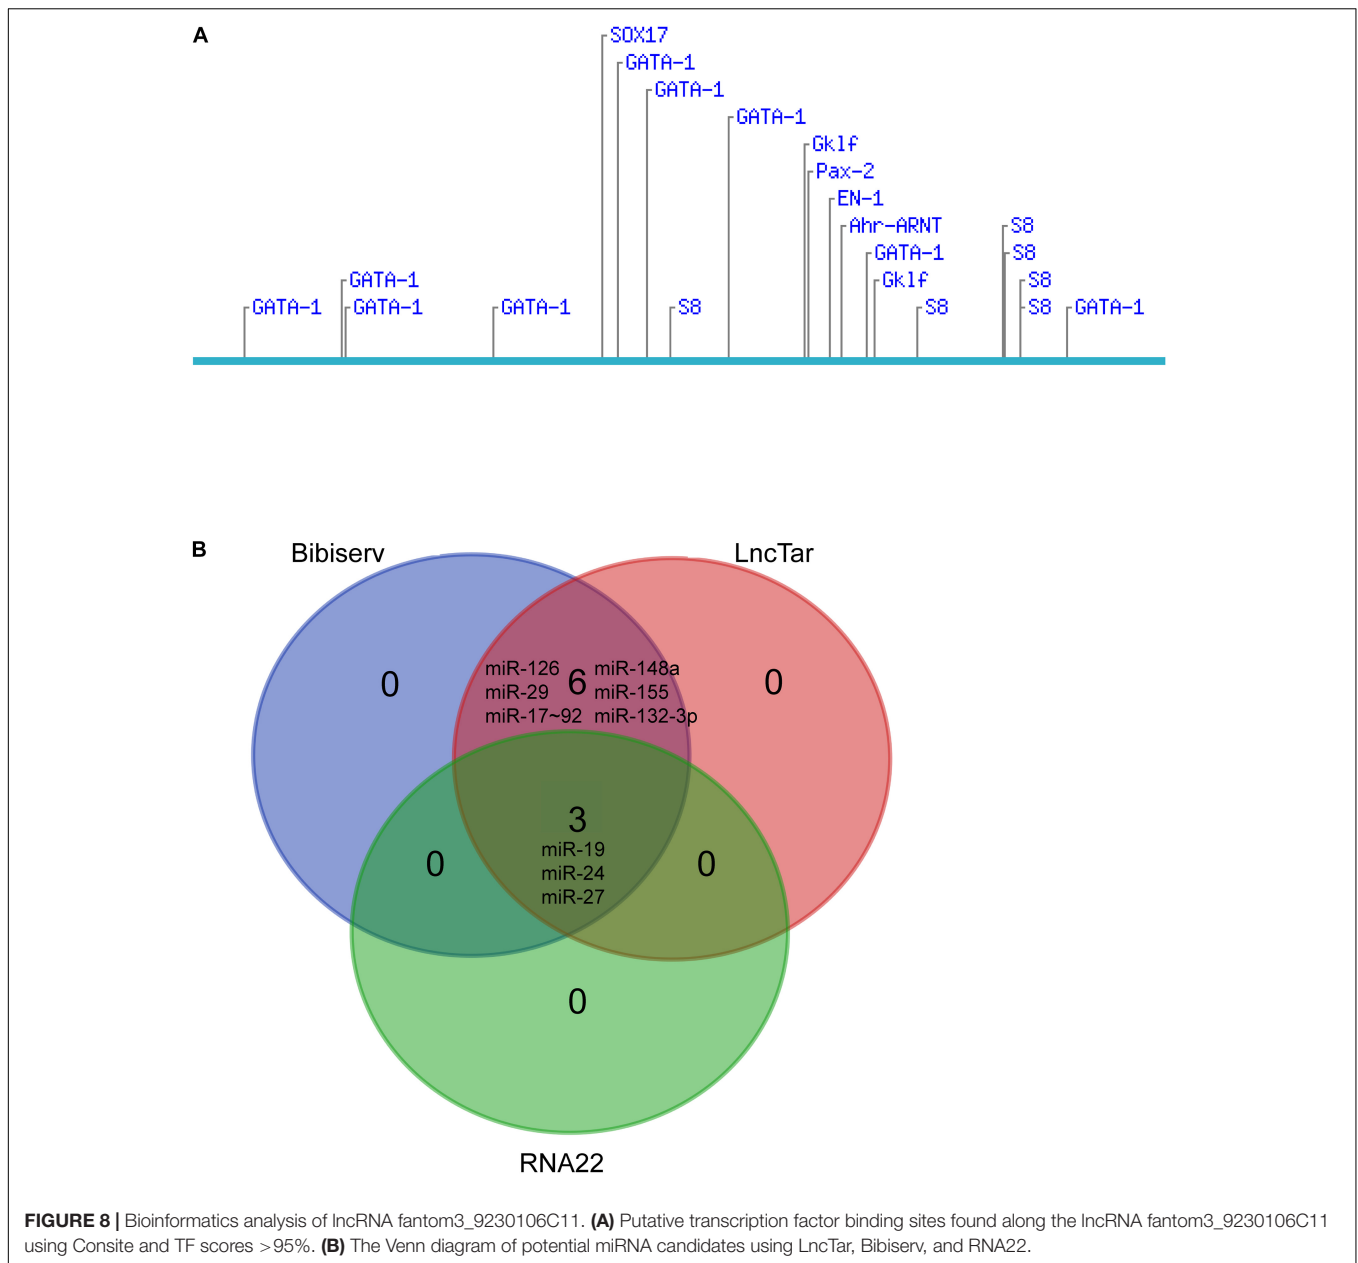 A
SOX17
GATA-1
GATA-1
GATA-1
Gklf
Pax-2
EN-1
Ahr-ARNT
S8
GATA-1
S8
GATA-1
Gklf
S8
GATA-1
GATA-1
GATA-1
S8
S8
S8
GATA-1
B
Bibiserv
LncTar
0
miR-126
miR-29
miR-17~92
6
miR-148a
miR-155
miR-132-3p
0
3
miR-19
miR-24
miR-27
0
0
0
RNA22
FIGURE 8 | Bioinformatics analysis of lncRNA fantom3_9230106C11. (A) Putative transcription factor binding sites found along the lncRNA fantom3_9230106C11
using Consite and TF scores >95%. (B) The Venn diagram of potential miRNA candidates using LncTar, Bibiserv, and RNA22.